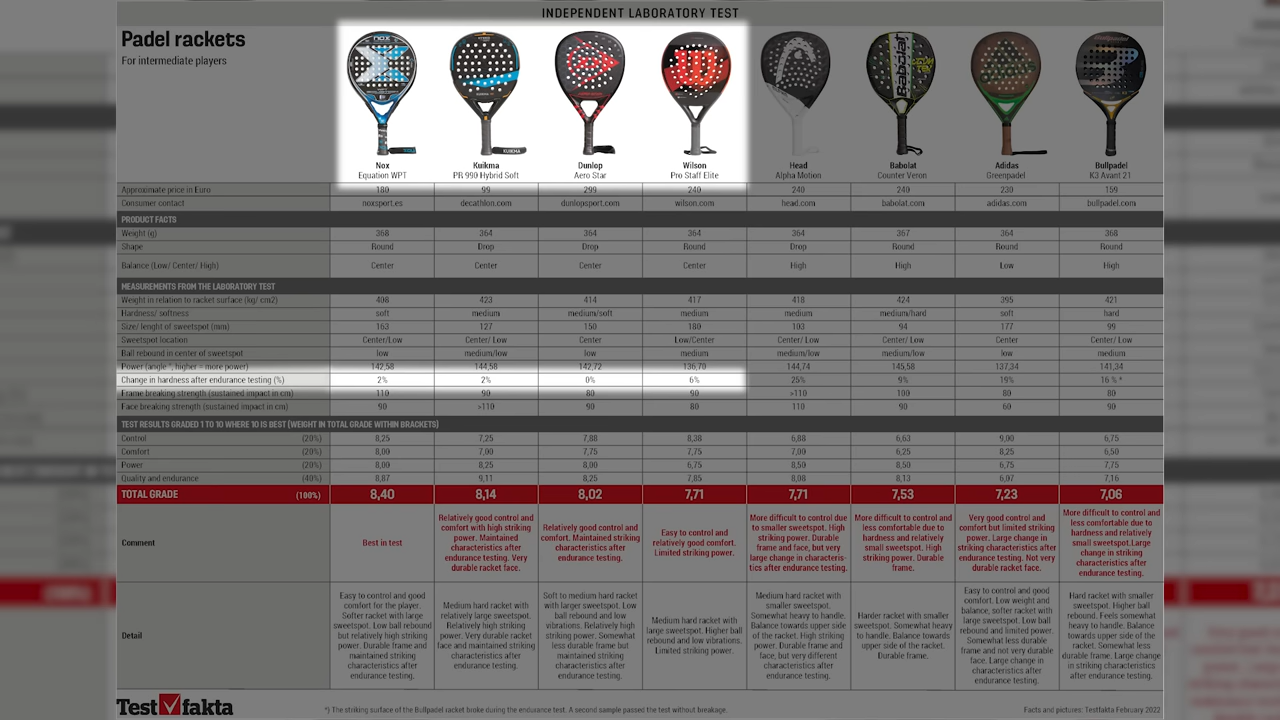 INDEPENDENT LABORATORY TEST
Padel rackets
For intermediate players
Nox Kuikma Dunlop Wilson Head Babolat Adidas Bullpadel
Equation WPT PR 990 Hybrid Soft Aero Star Pro Staff Elite Alpha Motion Counter Veron Greenpadel K3 Avant 21
Approximate price in Euro 180 99 299 240 240 240 230 159
Consumer contact noxsport.es decathlon.com dunlopsport.com wilson.com head.com babolat.com adidas.com bullpadel.com
PRODUCT FACTS
Weight (g) 368 364 364 364 364 367 364 368
Shape Round Drop Drop Round Drop Round Round Round
Balance (Low/ Center/ High) Center Center Center Center High High Low High
MEASUREMENTS FROM THE LABORATORY TEST
Weight in relation to racket surface (kg/ cm2) 408 423 414 417 418 424 395 421
Hardness/ softness soft medium medium/soft medium medium medium/hard soft hard
Size/ lenght of sweetspot (mm) 163 127 150 180 103 94 177 99
Sweetspot location Center/Low Center/ Low Center Low/Center Center/ Low Center/ Low Center Center/ Low
Ball rebound in center of sweetspot low medium/low low medium medium/low medium/low low medium
Power (angle °, higher = more power) 142,58 144,58 142,72 136,70 144,74 145,58 137,34 141,34
Change in hardness after endurance testing (%) 2% 2% 0% 6% 25% 9% 19% 16 % *
Frame breaking strength (sustained impact in cm) 110 90 80 90 >110 100 80 80
Face breaking strength (sustained impact in cm) 90 >110 90 80 110 90 60 90
TEST RESULTS GRADED 1 TO 10 WHERE 10 IS BEST (WEIGHT IN TOTAL GRADE WITHIN BRACKETS)
Control (20%) 8,25 7,25 7,88 8,38 6,88 6,63 9,00 6,75
Comfort (20%) 8,00 7,00 7,75 7,75 7,00 6,25 8,25 6,50
Power (20%) 8,00 8,25 8,00 6,75 8,50 8,50 6,75 7,75
Quality and endurance (40%) 8,87 9,11 8,25 7,85 8,08 8,13 6,07 7,16
TOTAL GRADE (100%) 8,40 8,14 8,02 7,71 7,71 7,53 7,23 7,06
Comment
Best in test
Relatively good control and
comfort with high striking
power. Maintained
characteristics after
endurance testing. Very
durable racket face.
Relatively good control and
comfort. Maintained striking
characteristics after
endurance testing.
Easy to control and
relatively good comfort.
Limited striking power.
More difficult to control due
to smaller sweetspot. High
striking power. Durable
frame and face, but very
large change in characteris-
tics after endurance testing.
More difficult to control and
less comfortable due to
hardness and relatively
small sweetspot. High
striking power. Durable
frame.
Very good control and
comfort but limited striking
power. Large change in
striking characteristics
after endurance testing.
Not very durable racket face.
More difficult to control and
less comfortable due to
hardness and relatively
small sweetspot.Large
change in striking
characteristics after
endurance testing.
Detail
Easy to control and good
comfort for the player.
Softer racket with large
sweetspot. Low ball rebound
but relatively high striking
power. Durable frame and
maintained striking
characteristics after
endurance testing.
Medium hard racket with
relatively large sweetspot.
Relatively high striking
power. Very durable racket
face and maintained striking
characteristics after
endurance testing.
Soft to medium hard racket
with larger sweetspot. Low
ball rebound and low
vibrations. Relatively high
striking power. Somewhat
less durable frame but
maintained striking
characteristics after
endurance testing.
Medium hard racket with
large sweetspot. Higher ball
rebound and low vibrations.
Limited striking power.
Medium hard racket with
smaller sweetspot.
Somewhat heavy to handle.
Balance towards upper side
of the racket. High striking
power. Durable frame and
face, but very different
characteristics after
endurance testing.
Harder racket with smaller
sweetspot. Somewhat heavy
to handle. Balance towards
upper side of the racket.
Durable frame.
Easy to control and good
comfort. Low weight and
balance, softer racket with
large sweetspot. Low ball
rebound and limited power.
Somewhat less durable
frame and not very durable
face. Large change in
characteristics after
endurance testing.
Hard racket with smaller
sweetspot. Higher ball
rebound. Feels somewhat
heavy to handle. Balance
towards upper side of the
racket. Somewhat less
durable frame. Large change
in striking characteristics
after endurance testing.
Testfakta
*) The striking surface of the Bullpadel racket broke during the endurance test. A second sample passed the test without breakage.
Facts and pictures: Testfakta February 2022